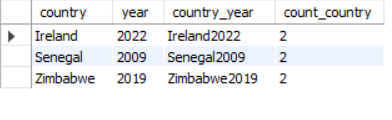 country year country_year count_country
Ireland 2022 Ireland2022 2
Senegal 2009 Senegal2009 2
Zimbabwe 2019 Zimbabwe2019 2